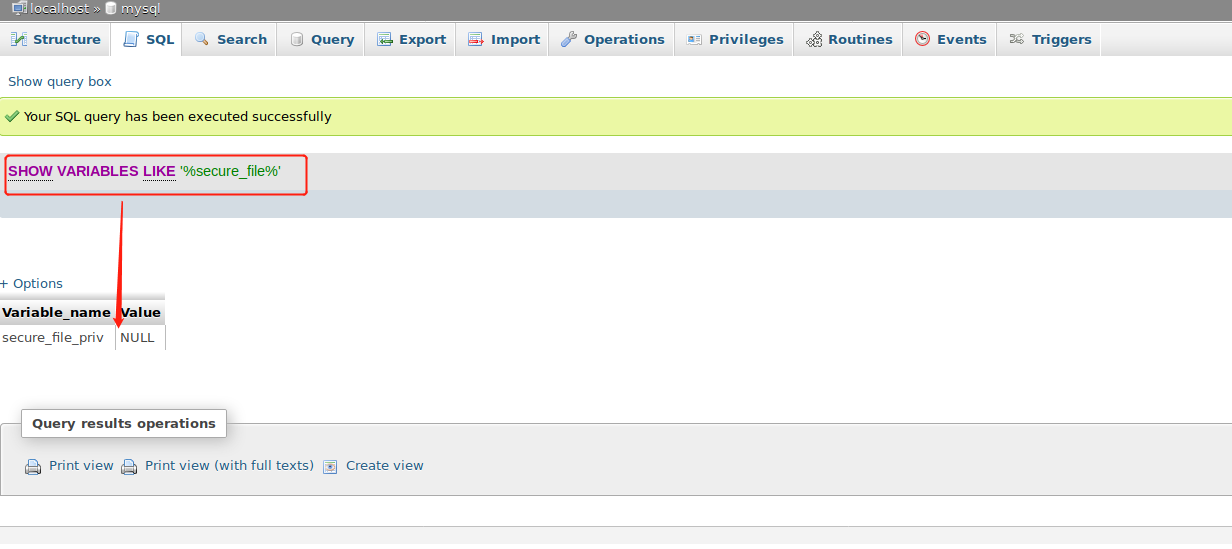 localhost » mysql
Structure SQL Search Query Export Import Operations Privileges Routines Events Triggers
Show query box
Your SQL query has been executed successfully
SHOW VARIABLES LIKE '%secure_file%'
+ Options
Variable_name Value
secure_file_priv NULL
Query results operations
Print view Print view (with full texts) Create view